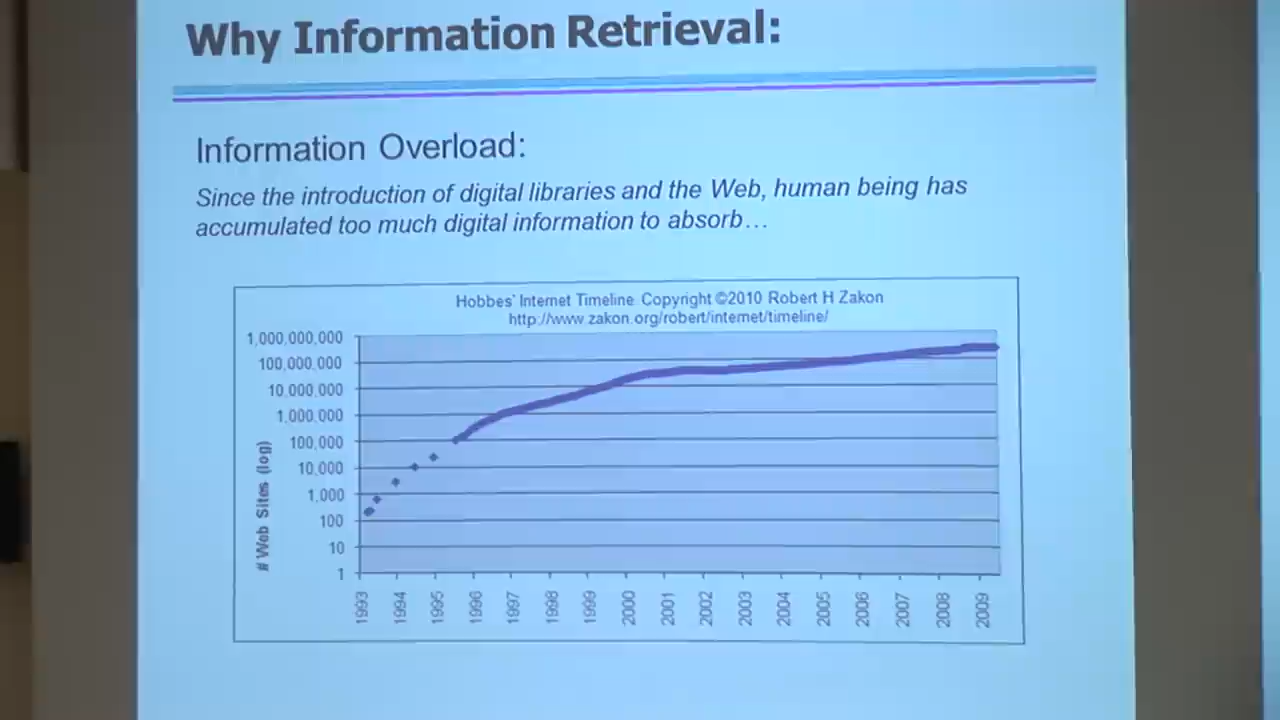 Why Information Retrieval:
Information Overload:
Since the introduction of digital libraries and the Web, human being has
accumulated too much digital information to absorb…
Hobbes' Internet Timeline Copyright ©2010 Robert H Zakon
http://www.zakon.org/robert/internet/timeline/
1,000,000,000
100,000,000
10,000,000
1,000,000
100,000
10,000
1,000
100
10
1
# Web Sites (log)
1993 1994 1995 1996 1997 1998 1999 2000 2001 2002 2003 2004 2005 2006 2007 2008 2009